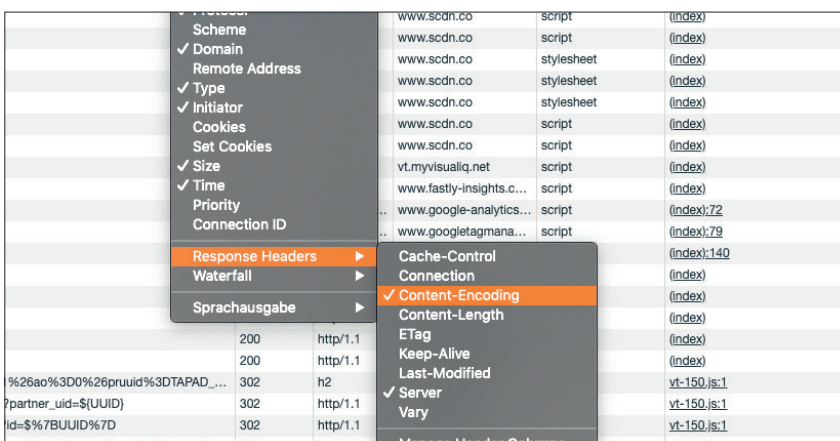 Protocol
www.scdn.co script (index)
Scheme
www.scdn.co script (index)
✓ Domain
www.scdn.co stylesheet (index)
Remote Address
www.scdn.co stylesheet (index)
✓ Type
www.scdn.co stylesheet (index)
✓ Initiator
www.scdn.co script (index)
Cookies
www.scdn.co script (index)
Set Cookies
✓ Size
vt.myvisualiq.net script (index)
✓ Time
www.fastly-insights.c... script (index)
Priority
www.google-analytics... script (index):72
Connection ID
www.googletagmana... script (index):79
Response Headers ▶
(index):140
Waterfall ▶
(index)
Sprachausgabe ▶
(index)
(index)
Cache-Control
Connection
✓ Content-Encoding
Content-Length
ETag
Keep-Alive
Last-Modified
✓ Server
Vary
Manage Header Columns...
200 http/1.1 (index)
200 http/1.1 (index)
%26ao%3D0%26pruuid%3DTAPAD_... 302 h2 vt-150.js:1
?partner_uid=${UUID} 302 http/1.1 vt-150.js:1
id=$%7BUUID%7D 302 http/1.1 vt-150.js:1